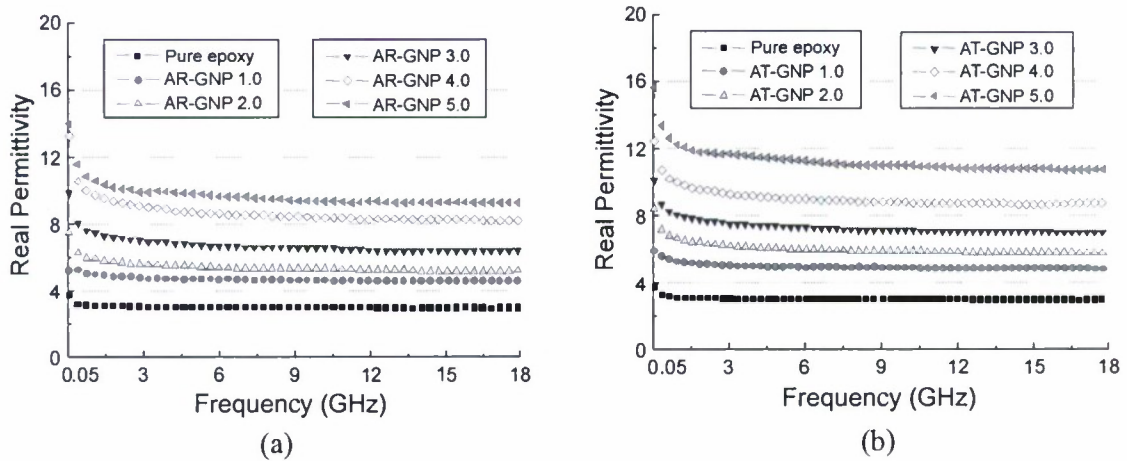 20
16
12
8
4
0
Real Permittivity
Pure epoxy
AR-GNP 1.0
AR-GNP 2.0
AR-GNP 3.0
AR-GNP 4.0
AR-GNP 5.0
0.05 3 6 9 12 15 18
Frequency (GHz)
(a)
20
16
12
8
4
0
Real Permittivity
Pure epoxy
AT-GNP 1.0
AT-GNP 2.0
AT-GNP 3.0
AT-GNP 4.0
AT-GNP 5.0
0.05 3 6 9 12 15 18
Frequency (GHz)
(b)